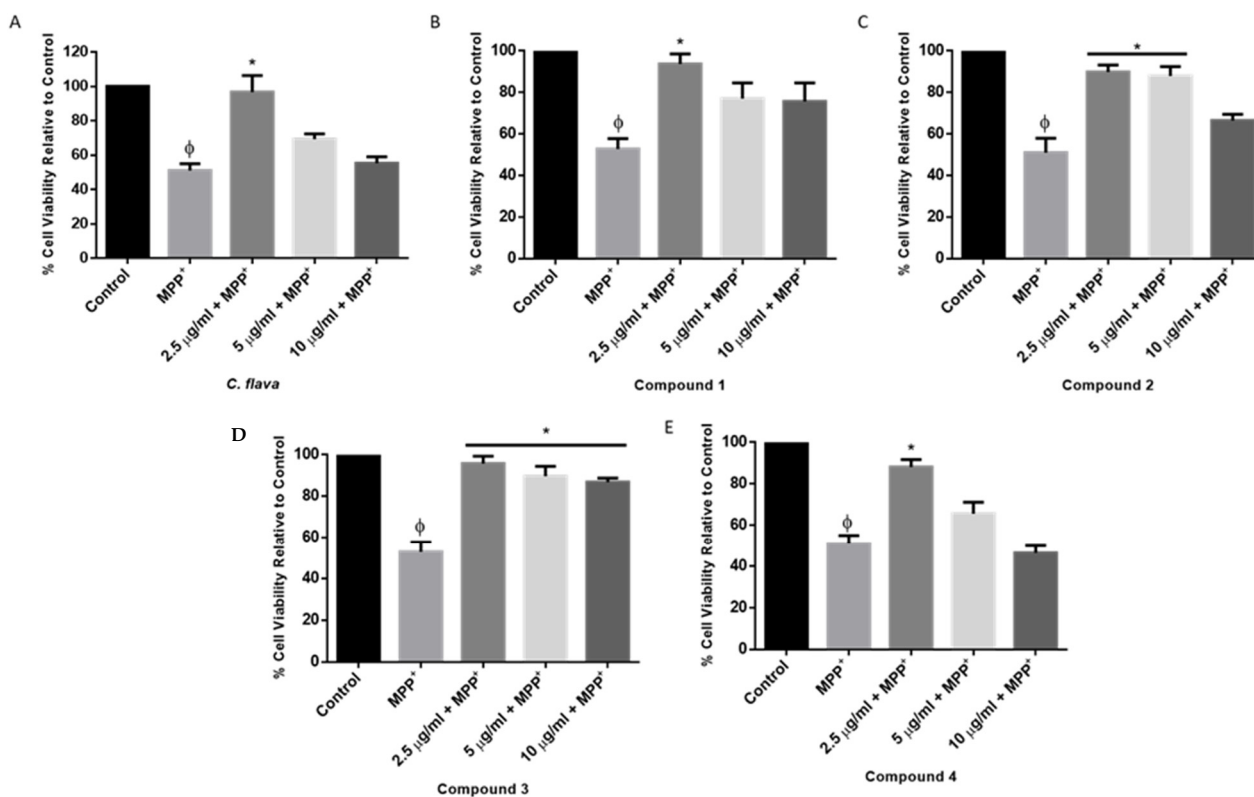 A
% Cell Viability Relative to Control
120
100
80
60
40
20
0
ϕ
*
Control
MPP⁺
2.5 µg/ml + MPP⁺
5 µg/ml + MPP⁺
10 µg/ml + MPP⁺
C. flava
B
% Cell Viability Relative to Control
100
80
60
40
20
0
ϕ
*
Control
MPP⁺
2.5 µg/ml + MPP⁺
5 µg/ml + MPP⁺
10 µg/ml + MPP⁺
Compound 1
C
% Cell Viability Relative to Control
100
80
60
40
20
0
ϕ
*
Control
MPP⁺
2.5 µg/ml + MPP⁺
5 µg/ml + MPP⁺
10 µg/ml + MPP⁺
Compound 2
D
% Cell Viability Relative to Control
100
80
60
40
20
0
ϕ
*
Control
MPP⁺
2.5 µg/ml + MPP⁺
5 µg/ml + MPP⁺
10 µg/ml + MPP⁺
Compound 3
E
% Cell Viability Relative to Control
100
80
60
40
20
0
ϕ
*
Control
MPP⁺
2.5 µg/ml + MPP⁺
5 µg/ml + MPP⁺
10 µg/ml + MPP⁺
Compound 4